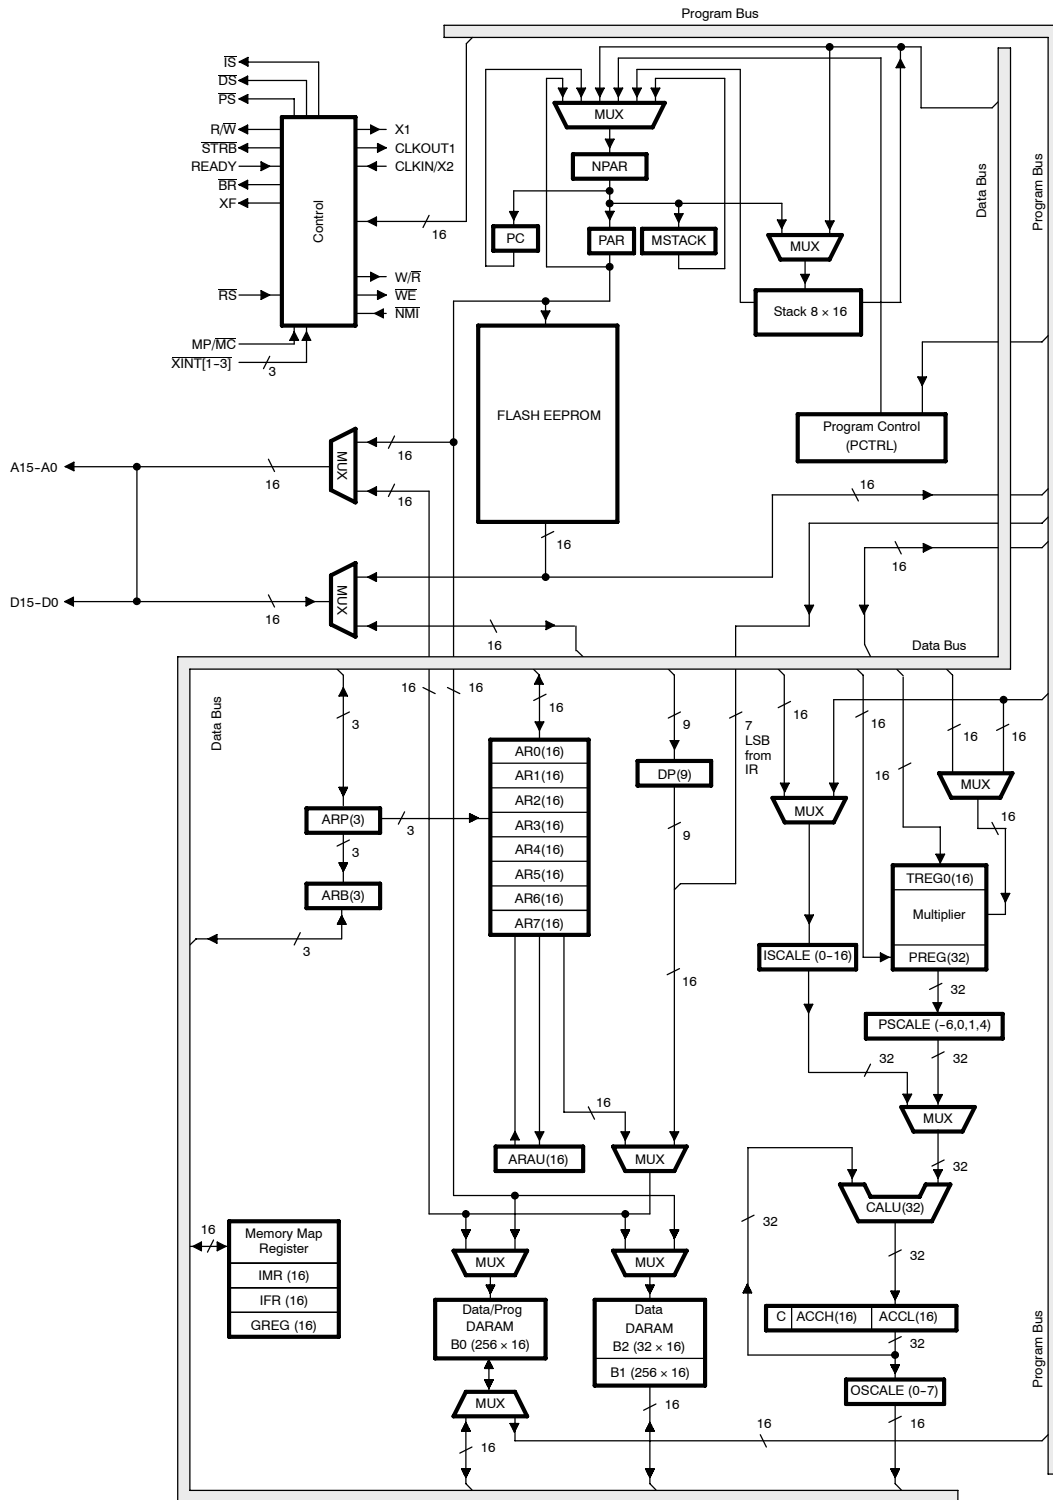 Program Bus
IS
DS
PS
R/W
STRB
READY
BR
XF
RS
MP/MC
XINT[1–3]
3
Control
X1
CLKOUT1
CLKIN/X2
16
W/R
WE
NMI
MUX
NPAR
PC
PAR
MSTACK
MUX
Stack 8 × 16
Data Bus
Program Bus
FLASH EEPROM
Program Control
(PCTRL)
A15–A0
16
MUX
16
16
16
16
16
D15–D0
16
MUX
16
Data Bus
Data Bus
3
16
16
16
9
7
LSB
from
IR
16
16
16
16
16
ARP(3)
3
3
ARB(3)
3
AR0(16)
AR1(16)
AR2(16)
AR3(16)
AR4(16)
AR5(16)
AR6(16)
AR7(16)
DP(9)
9
16
MUX
MUX
16
TREG0(16)
Multiplier
PREG(32)
ISCALE (0–16)
32
PSCALE (–6,0,1,4)
32
32
MUX
32
16
ARAU(16)
MUX
CALU(32)
32
32
16
Memory Map
Register
IMR (16)
IFR (16)
GREG (16)
MUX
MUX
Data/Prog
DARAM
B0 (256 × 16)
Data
DARAM
B2 (32 × 16)
B1 (256 × 16)
C
ACCH(16)
ACCL(16)
32
OSCALE (0–7)
MUX
16
16
16
16
Program Bus